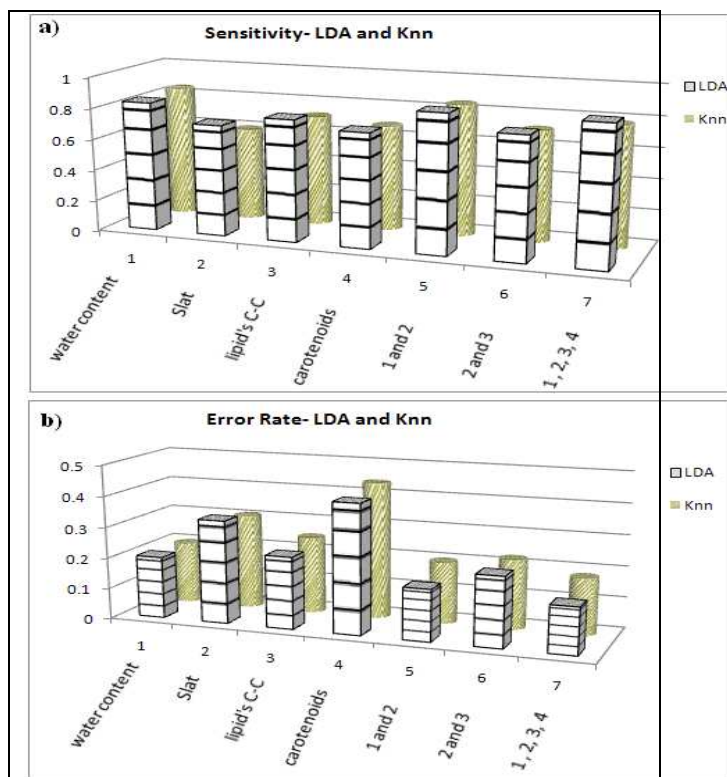 a)
Sensitivity- LDA and Knn
1
0.8
0.6
0.4
0.2
0
LDA
Knn
1 2 3 4 5 6 7
water content
Slat
lipid's C-C
carotenoids
1 and 2
2 and 3
1, 2, 3, 4
b)
Error Rate- LDA and Knn
0.5
0.4
0.3
0.2
0.1
0
LDA
Knn
1 2 3 4 5 6 7
water content
Slat
lipid's C-C
carotenoids
1 and 2
2 and 3
1, 2, 3, 4